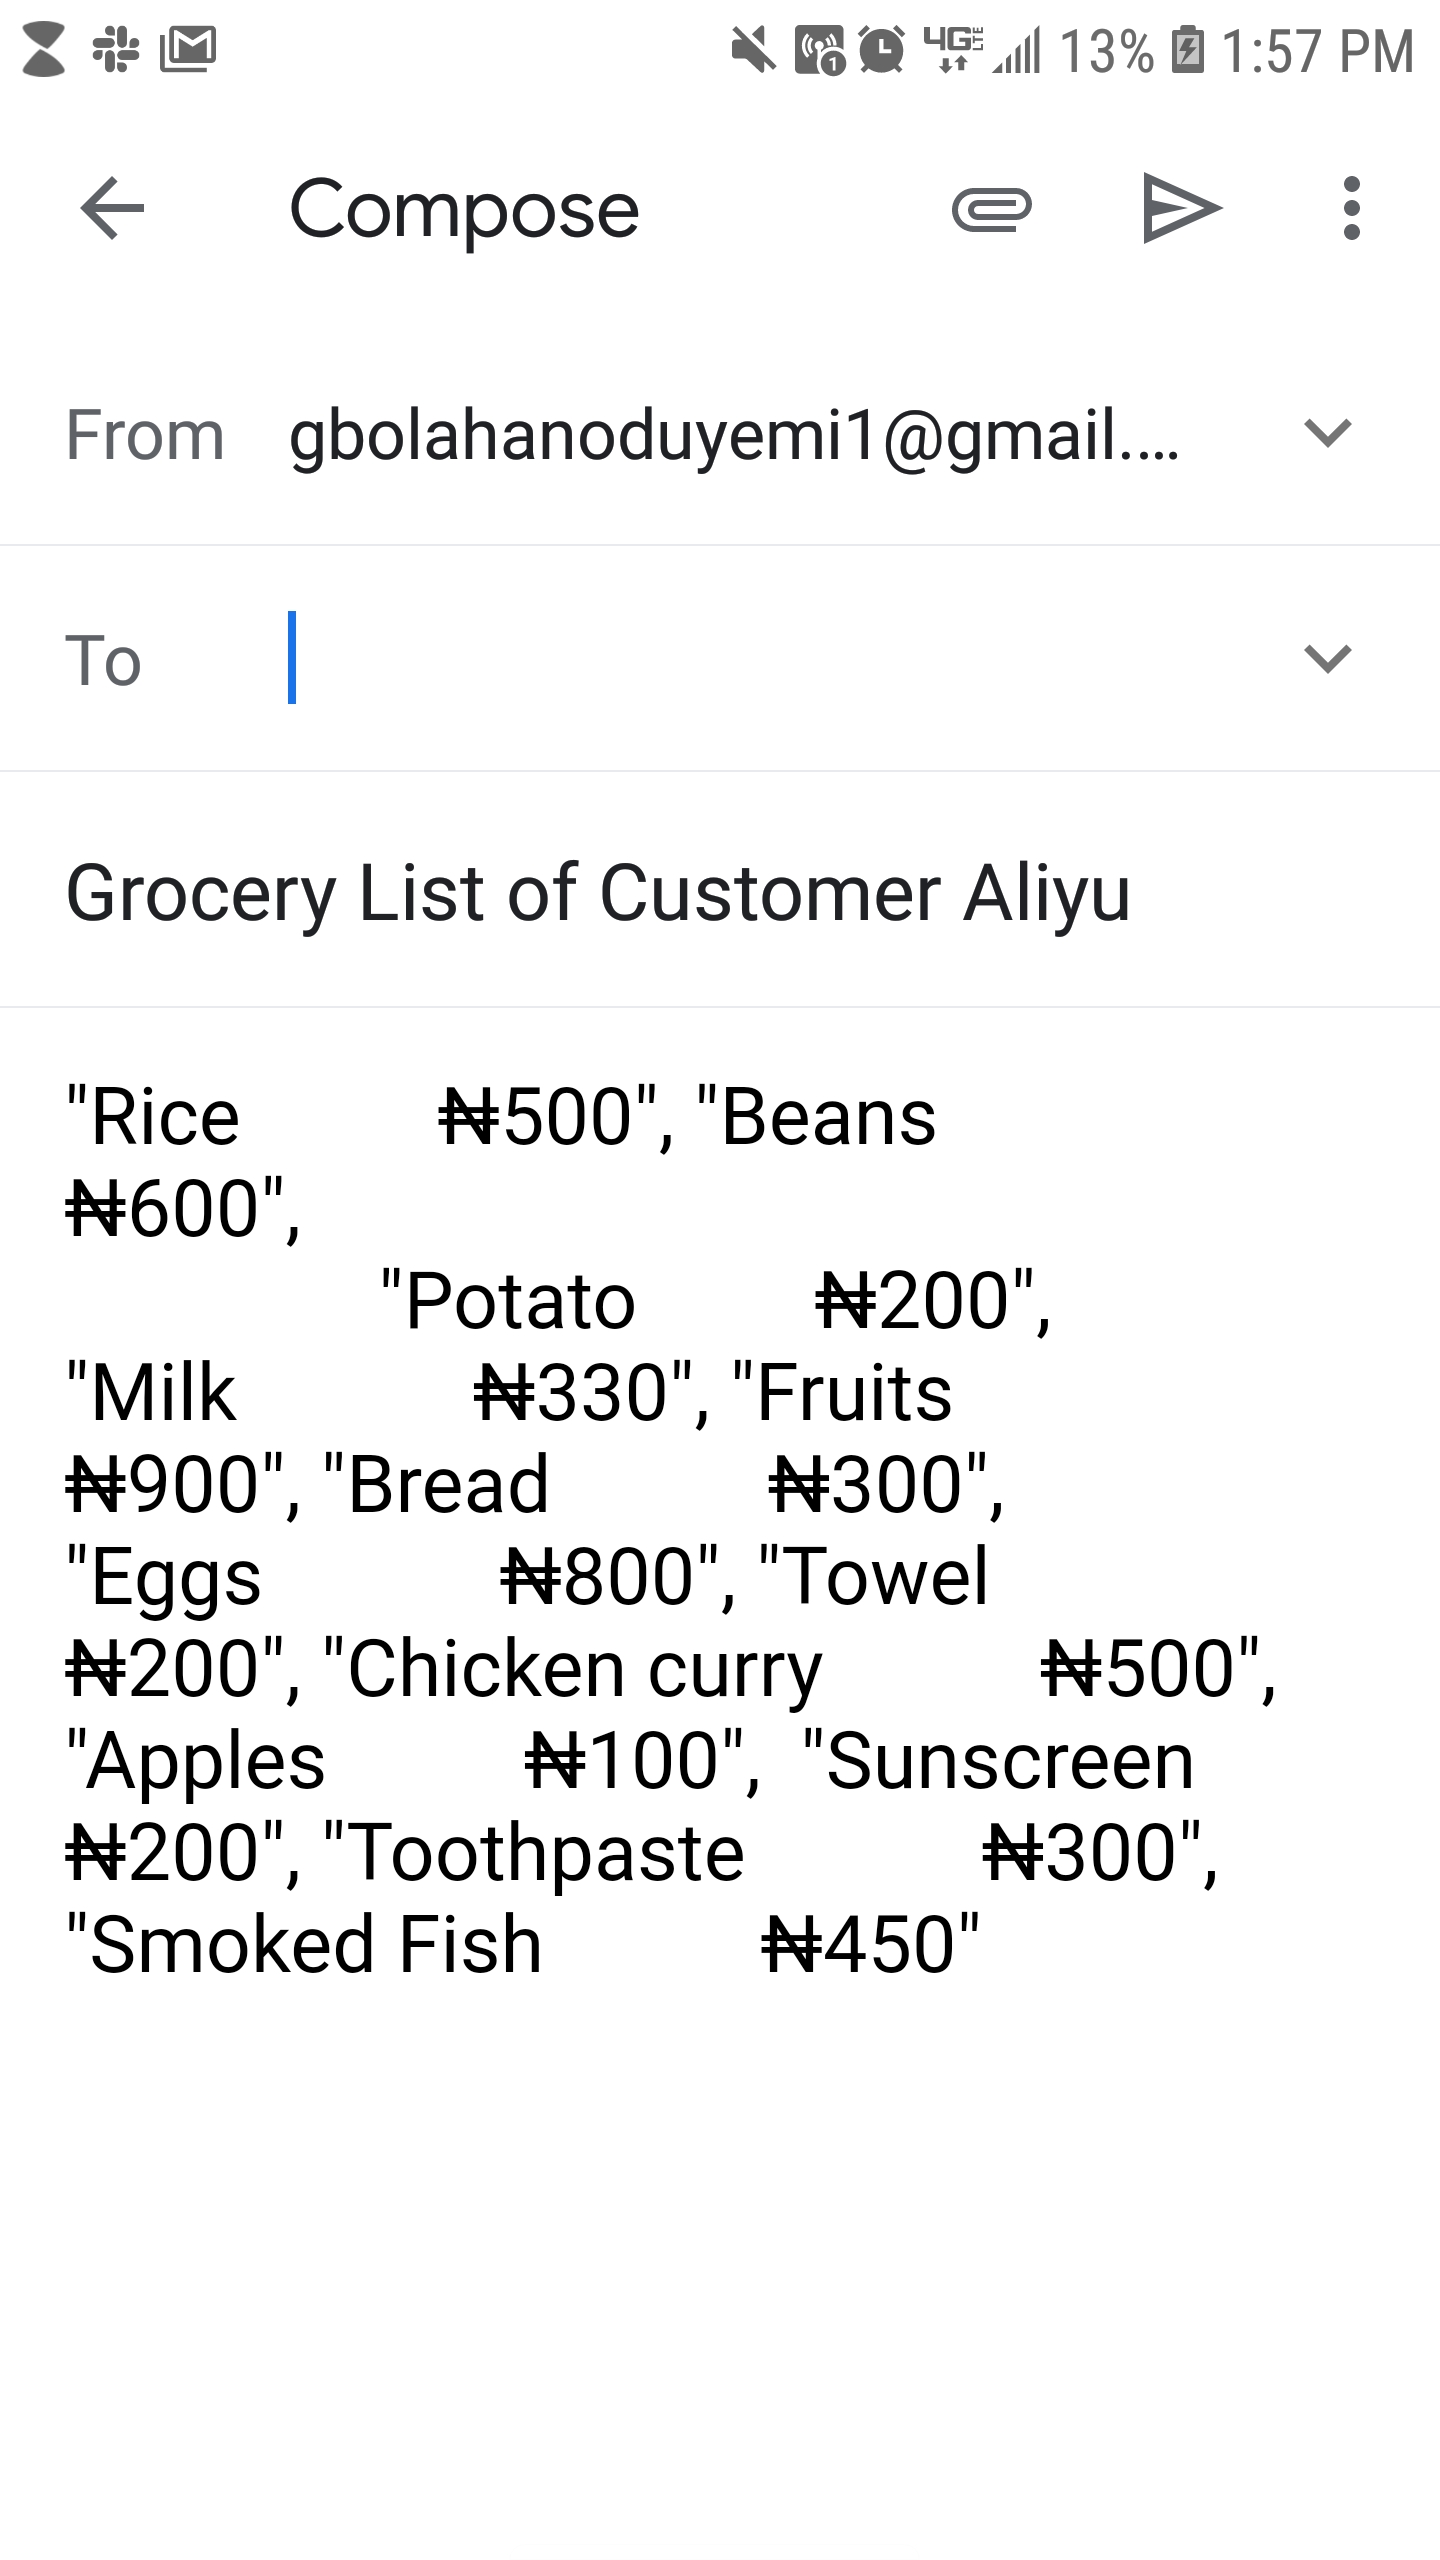 4G LTE 13% 1:57 PM
Compose
From gbolahanoduyemi1@gmail.…
To
Grocery List of Customer Aliyu
"Rice ₦500", "Beans
₦600",
"Potato ₦200",
"Milk ₦330", "Fruits
₦900", "Bread ₦300",
"Eggs ₦800", "Towel
₦200", "Chicken curry ₦500",
"Apples ₦100", "Sunscreen
₦200", "Toothpaste ₦300",
"Smoked Fish ₦450"